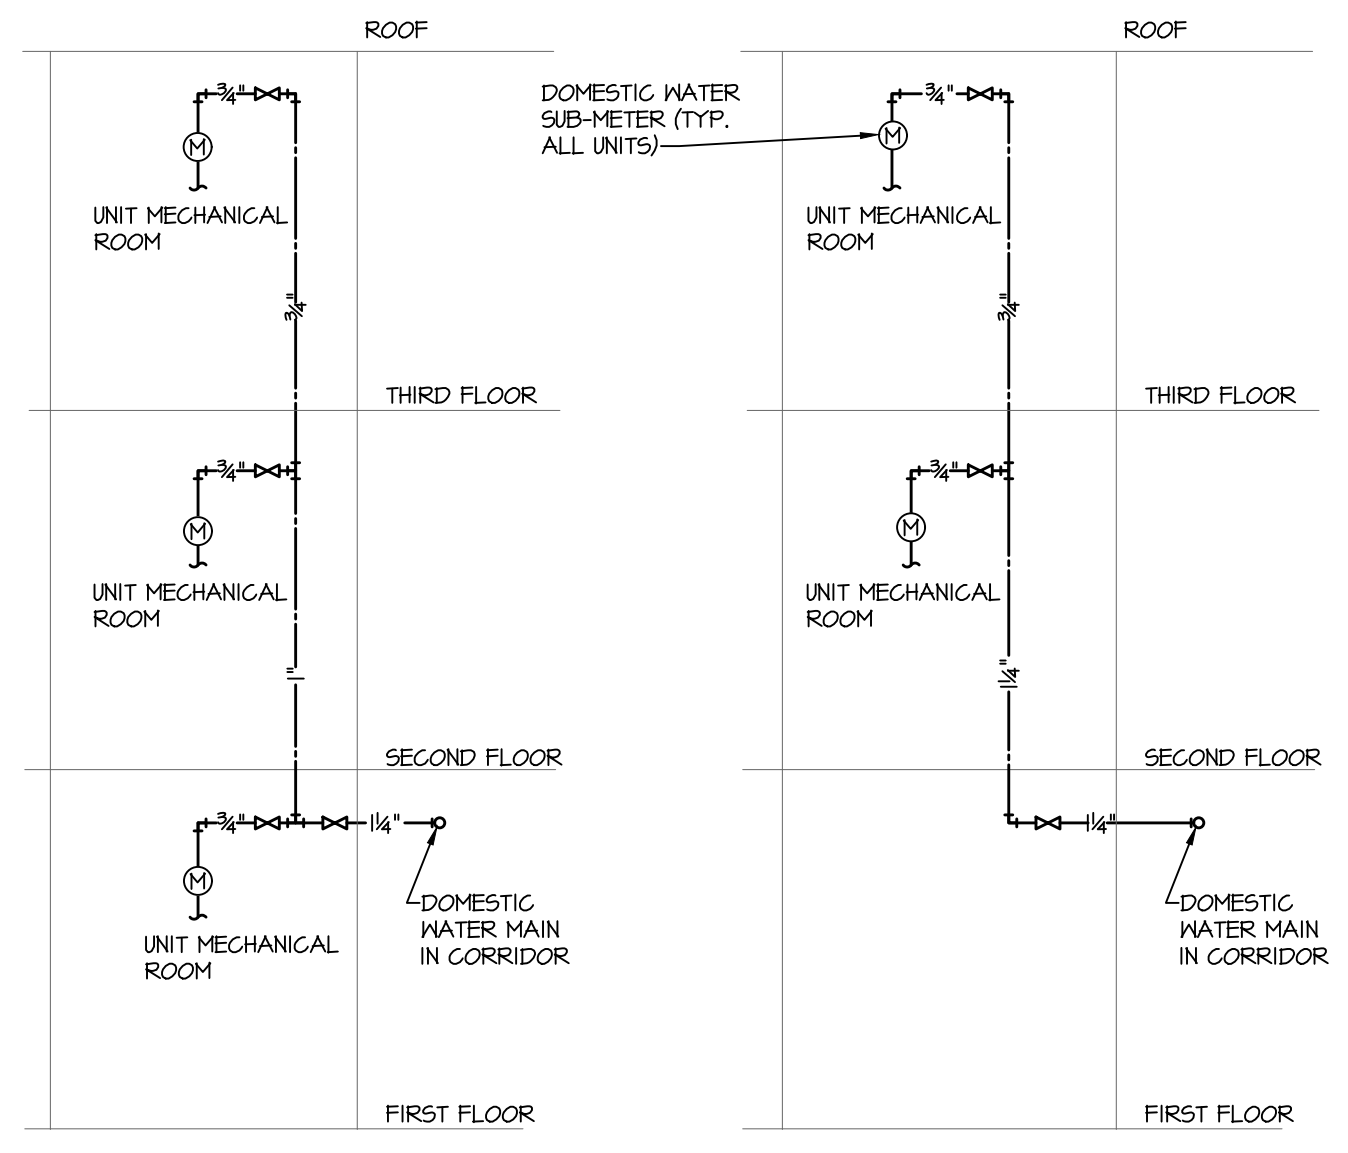 ROOF
ROOF
3/4"
DOMESTIC WATER
SUB-METER (TYP.
ALL UNITS)
3/4"
M
M
UNIT MECHANICAL
ROOM
UNIT MECHANICAL
ROOM
3/4"
3/4"
THIRD FLOOR
THIRD FLOOR
3/4"
3/4"
M
M
UNIT MECHANICAL
ROOM
UNIT MECHANICAL
ROOM
1"
1 1/4"
SECOND FLOOR
SECOND FLOOR
3/4"
1 1/4"
1 1/4"
M
DOMESTIC
WATER MAIN
IN CORRIDOR
DOMESTIC
WATER MAIN
IN CORRIDOR
UNIT MECHANICAL
ROOM
FIRST FLOOR
FIRST FLOOR